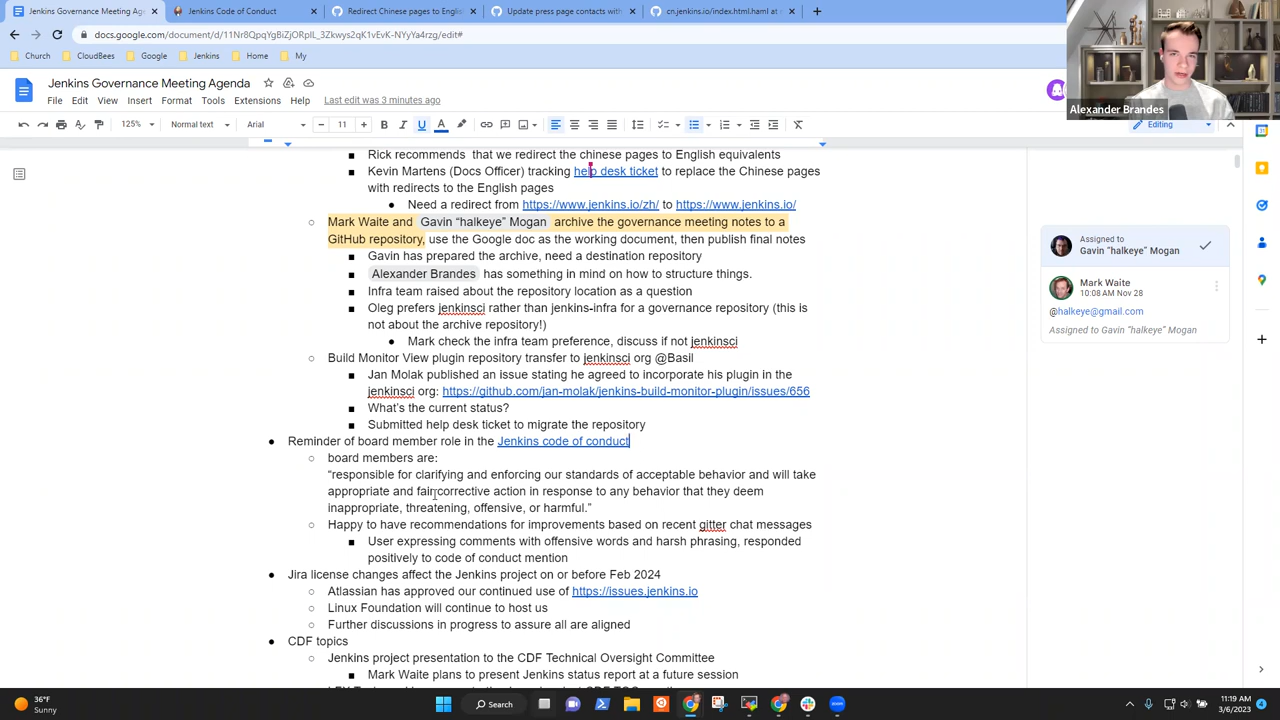 Jenkins Governance Meeting Agenda
Jenkins Code of Conduct
Redirect Chinese pages to Englis
Update press page contacts with
cn.jenkins.io/index.html.haml at
docs.google.com/document/d/11Nr8QpqYgBiZjORpIL_3Zkwys2qK1vEvK-NYyYa4rzg/edit#
Church
CloudBees
Google
Jenkins
Home
My
Jenkins Governance Meeting Agenda
File Edit View Insert Format Tools Extensions Help
Last edit was 3 minutes ago
125%
Normal text
Arial
11
Editing
Alexander Brandes
Rick recommends that we redirect the chinese pages to English equivalents
Kevin Martens (Docs Officer) tracking help desk ticket to replace the Chinese pages
with redirects to the English pages
Need a redirect from https://www.jenkins.io/zh/ to https://www.jenkins.io/
Mark Waite and Gavin “halkeye” Mogan archive the governance meeting notes to a
GitHub repository, use the Google doc as the working document, then publish final notes
Gavin has prepared the archive, need a destination repository
Alexander Brandes has something in mind on how to structure things.
Infra team raised about the repository location as a question
Oleg prefers jenkinsci rather than jenkins-infra for a governance repository (this is
not about the archive repository!)
Mark check the infra team preference, discuss if not jenkinsci
Build Monitor View plugin repository transfer to jenkinsci org @Basil
Jan Molak published an issue stating he agreed to incorporate his plugin in the
jenkinsci org: https://github.com/jan-molak/jenkins-build-monitor-plugin/issues/656
What’s the current status?
Submitted help desk ticket to migrate the repository
Reminder of board member role in the Jenkins code of conduct
board members are:
“responsible for clarifying and enforcing our standards of acceptable behavior and will take
appropriate and fair corrective action in response to any behavior that they deem
inappropriate, threatening, offensive, or harmful.”
Happy to have recommendations for improvements based on recent gitter chat messages
User expressing comments with offensive words and harsh phrasing, responded
positively to code of conduct mention
Jira license changes affect the Jenkins project on or before Feb 2024
Atlassian has approved our continued use of https://issues.jenkins.io
Linux Foundation will continue to host us
Further discussions in progress to assure all are aligned
CDF topics
Jenkins project presentation to the CDF Technical Oversight Committee
Mark Waite plans to present Jenkins status report at a future session
Assigned to
Gavin “halkeye” Mogan
Mark Waite
10:08 AM Nov 28
@halkeye@gmail.com
Assigned to Gavin “halkeye” Mogan
36°F
Sunny
Search
11:19 AM
3/6/2023